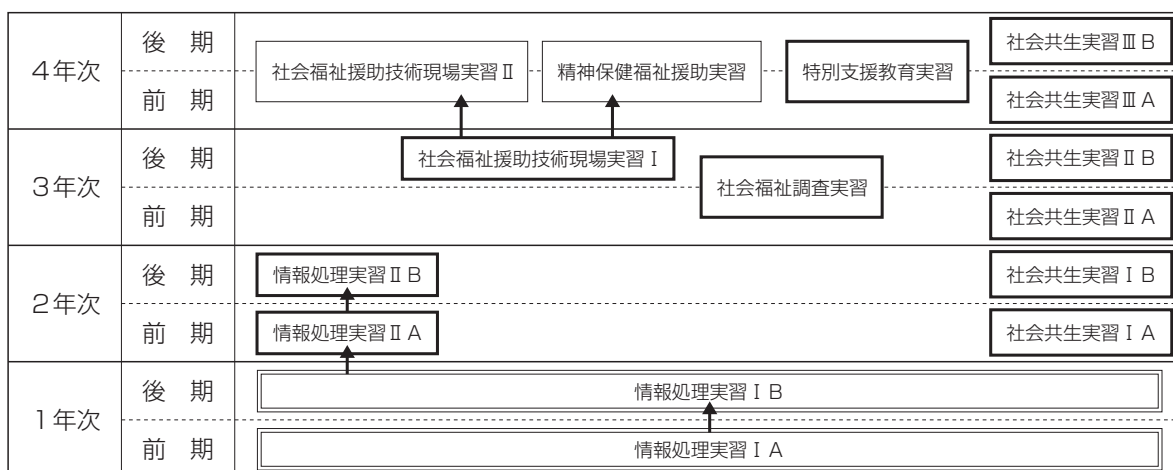 後 期
社会共生実習ⅢB
4年次
社会福祉援助技術現場実習Ⅱ
精神保健福祉援助実習
特別支援教育実習
前 期
社会共生実習ⅢA
後 期
社会福祉援助技術現場実習Ⅰ
社会共生実習ⅡB
3年次
社会福祉調査実習
前 期
社会共生実習ⅡA
後 期
情報処理実習ⅡB
社会共生実習ⅠB
2年次
前 期
情報処理実習ⅡA
社会共生実習ⅠA
後 期
情報処理実習ⅠB
1年次
前 期
情報処理実習ⅠA